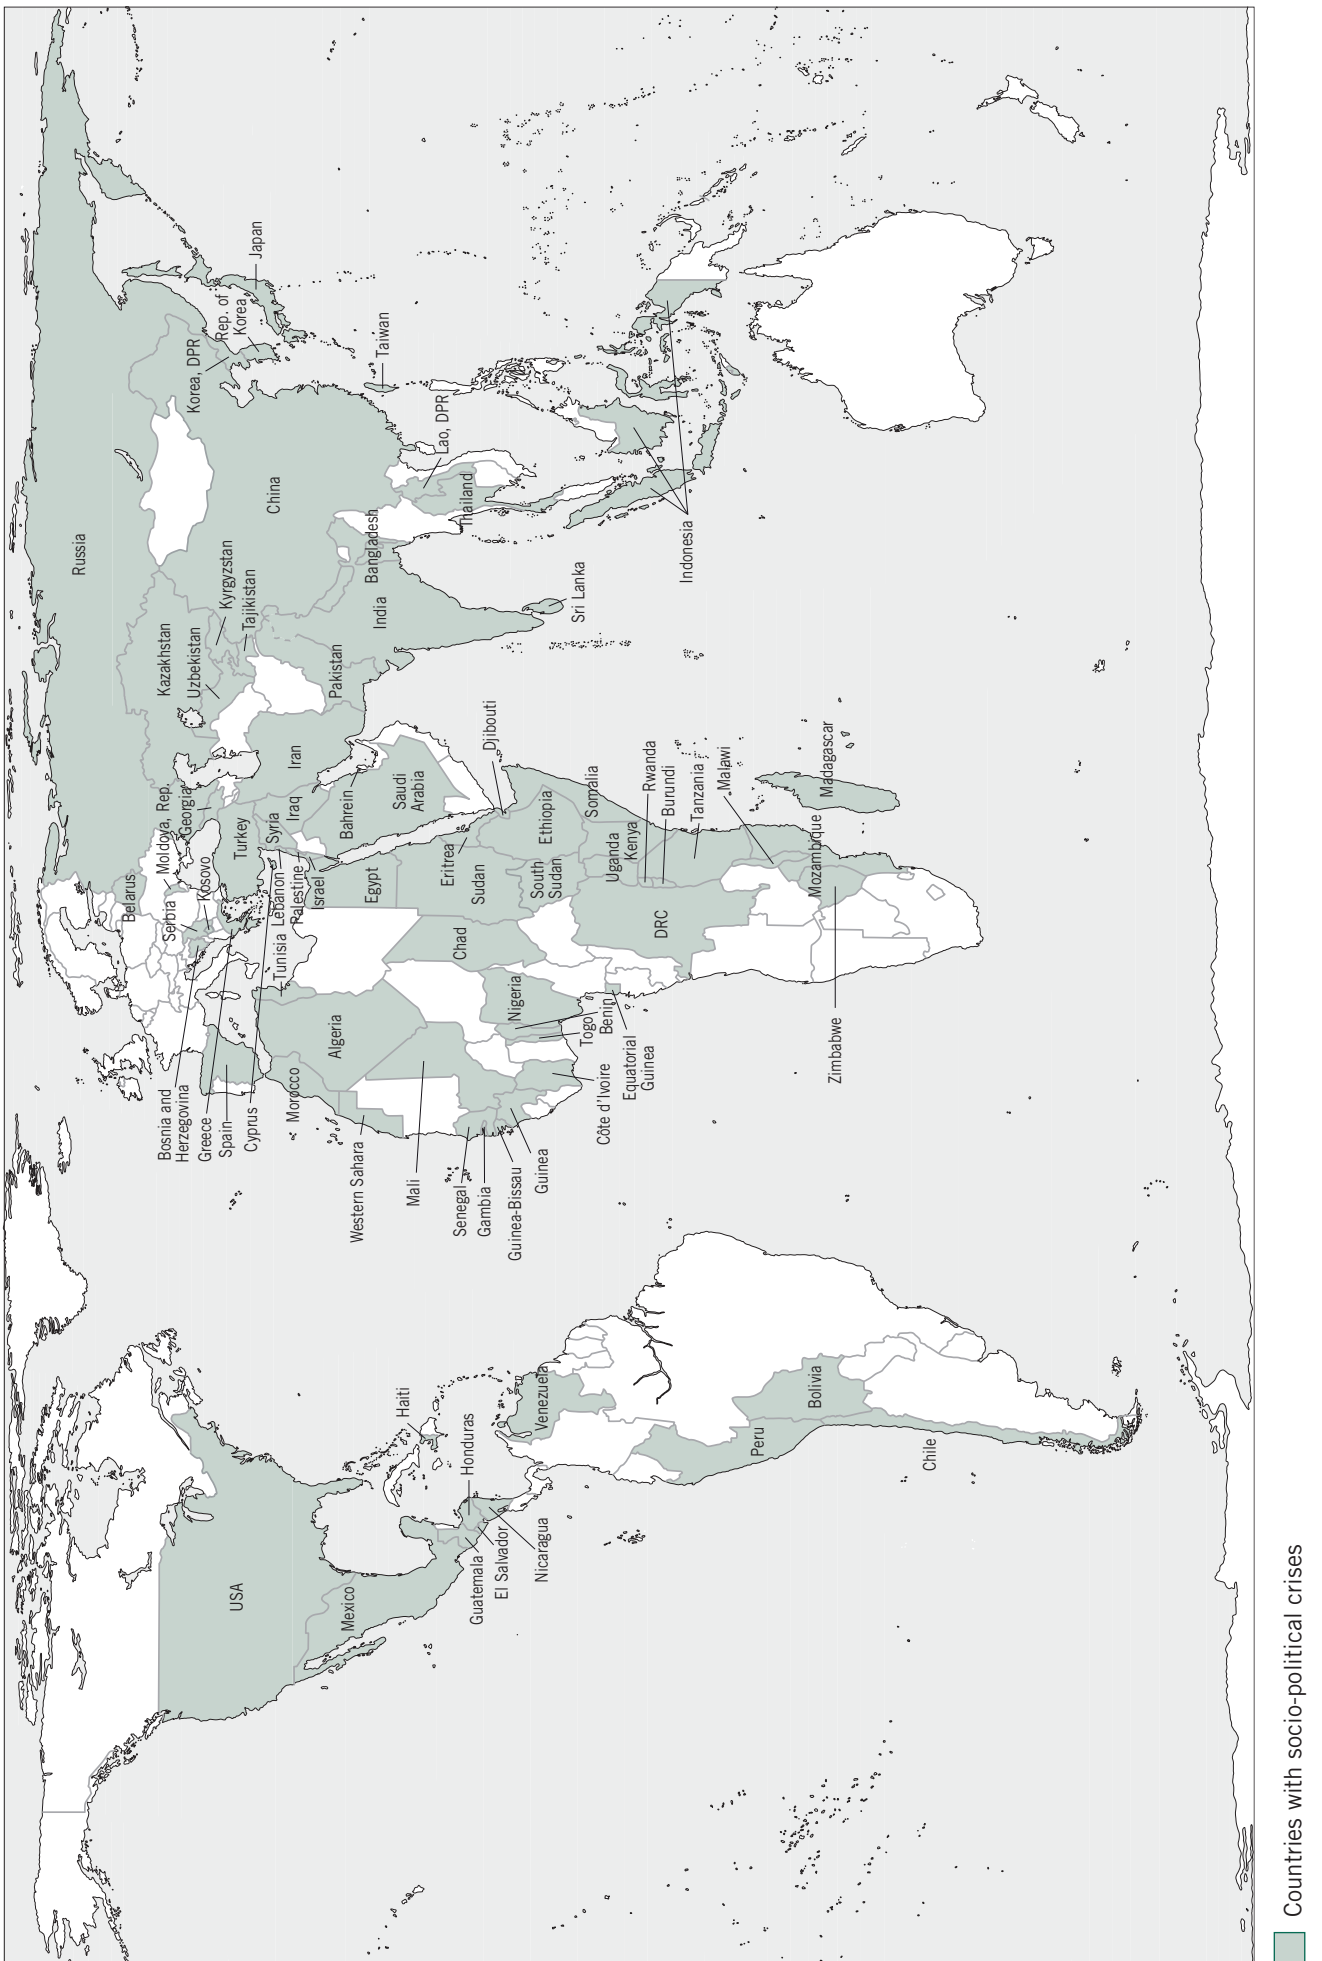 Russia
Japan
Rep. of
Korea
Korea, DPR
Taiwan
China
Lao, DPR
Thailand
Bangladesh
Indonesia
Kyrgyzstan
Tajikistan
Kazakhstan
Uzbekistan
India
Sri Lanka
Pakistan
Iran
Georgia
Moldova, Rep.
Turkey
Syria
Iraq
Bahrain
Saudi
Arabia
Djibouti
Belarus
Serbia
Kosovo
Lebanon
Palestine
Israel
Egypt
Eritrea
Sudan
South
Sudan
Ethiopia
Somalia
Uganda
Kenya
Rwanda
Burundi
Tanzania
Malawi
Madagascar
Mozambique
Tunisia
Chad
DRC
Nigeria
Algeria
Togo
Benin
Equatorial
Guinea
Zimbabwe
Côte d'Ivoire
Bosnia and
Herzegovina
Greece
Spain
Cyprus
Morocco
Western Sahara
Mali
Senegal
Gambia
Guinea-Bissau
Guinea
Haiti
Honduras
Venezuela
Bolivia
Peru
Chile
USA
Mexico
Guatemala
El Salvador
Nicaragua
Countries with socio-political crises